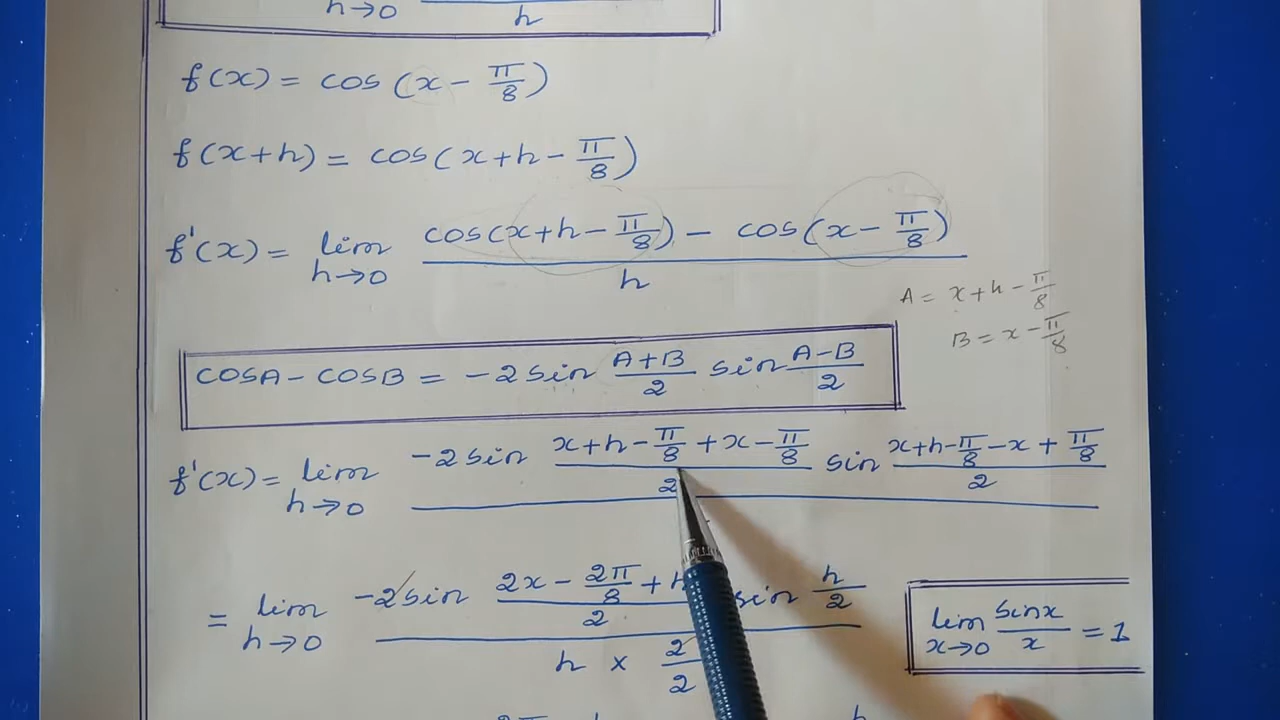 h→0 h
f(x) = cos (x - π/8)
f(x+h) = cos(x+h - π/8)
f'(x) = lim h→0 (cos(x+h - π/8) - cos(x - π/8)) / h
A = x+h - π/8
B = x - π/8
cosA - cosB = -2 sin (A+B)/2 sin (A-B)/2
f'(x) = lim h→0 -2 sin (x+h - π/8 + x - π/8)/2 sin (x+h - π/8 - x + π/8)/2
= lim h→0 (-2 sin (2x - 2π/8 + h)/2 sin h/2) / (h × 2/2)
lim x→0 sinx/x = 1